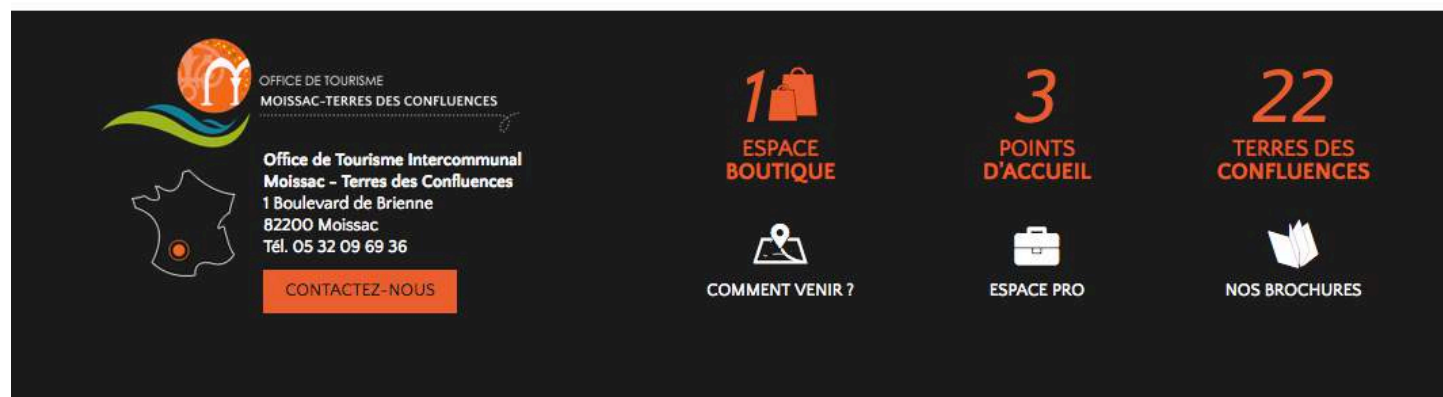 OFFICE DE TOURISME
MOISSAC-TERRES DES CONFLUENCES
Office de Tourisme Intercommunal
Moissac - Terres des Confluences
1 Boulevard de Brienne
82200 Moissac
Tél. 05 32 09 69 36
CONTACTEZ-NOUS
1
ESPACE
BOUTIQUE
3
POINTS
D'ACCUEIL
22
TERRES DES
CONFLUENCES
COMMENT VENIR ?
ESPACE PRO
NOS BROCHURES